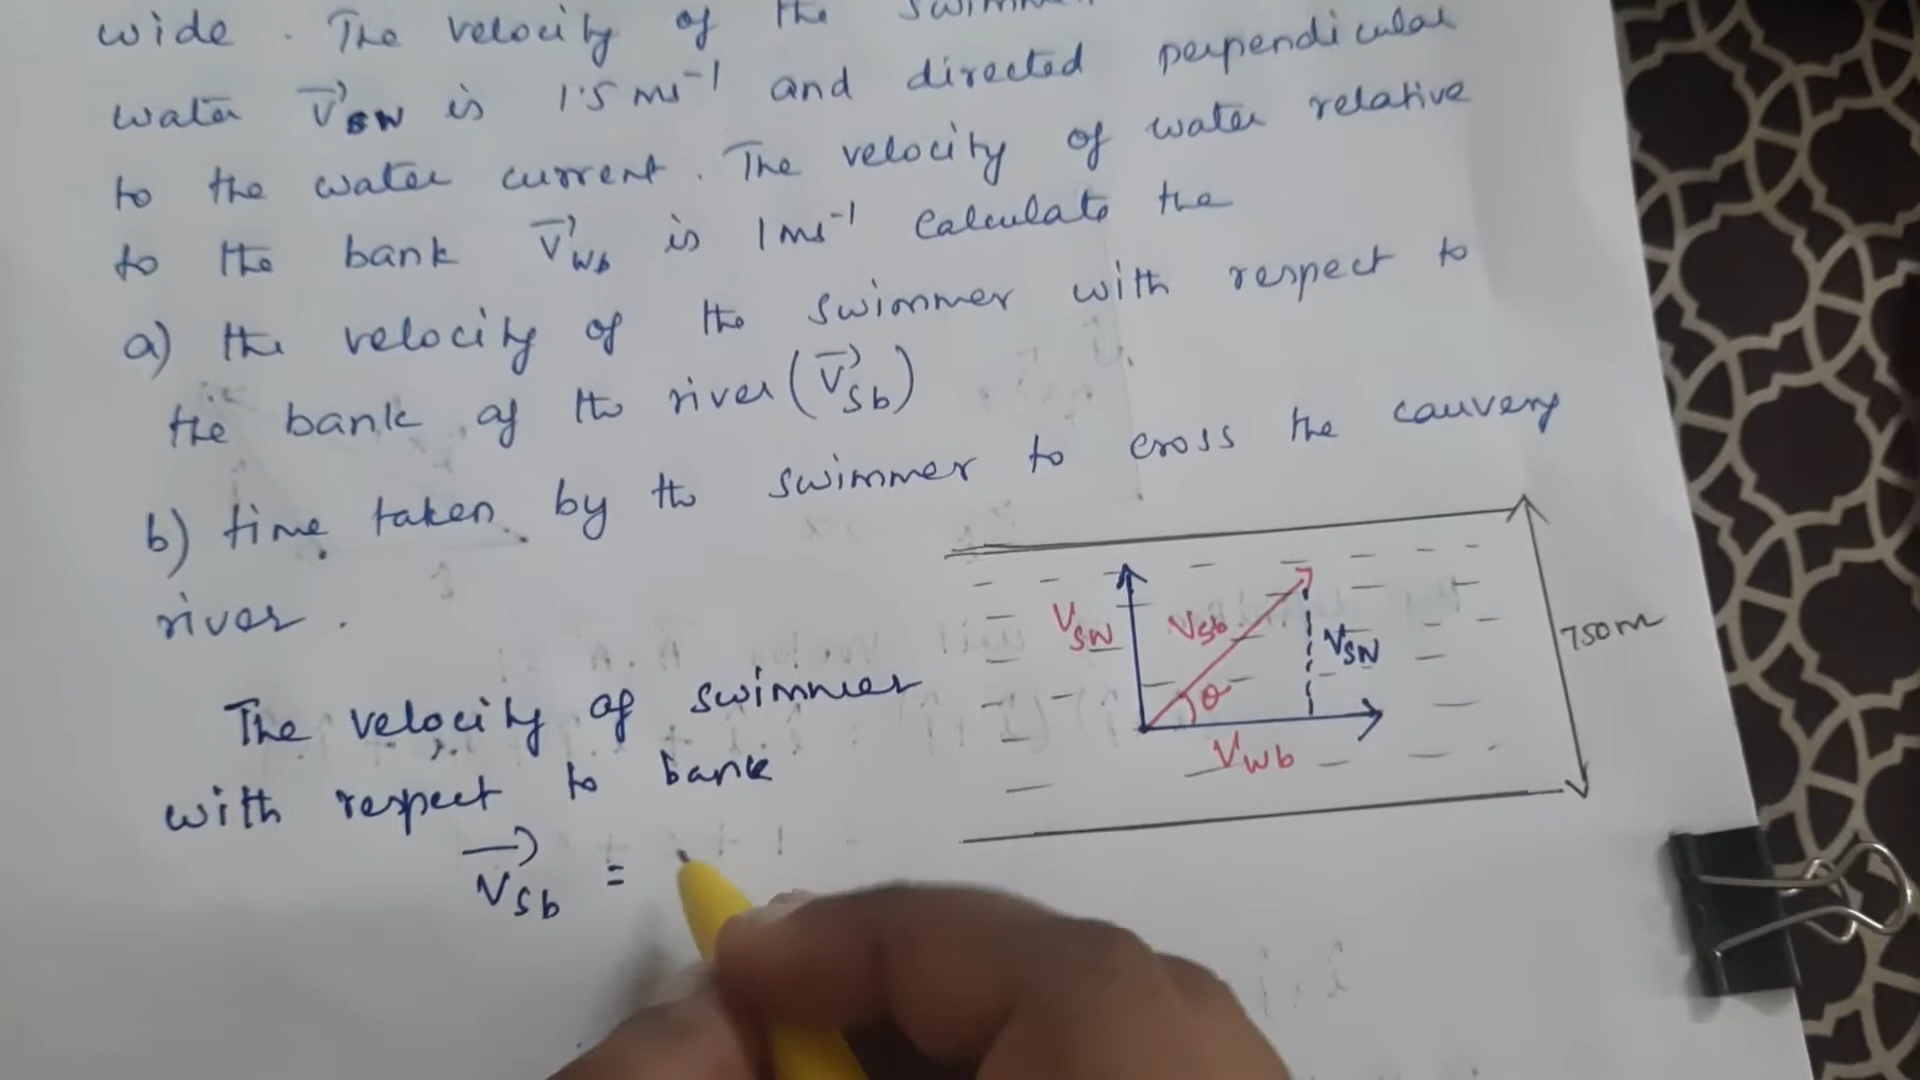 wide. The velocity of the swimmer
water V⃗SW is 1.5 ms⁻¹ and directed perpendicular
to the water current. The velocity of water relative
to the bank V⃗Wb is 1ms⁻¹ Calculate the
a) the velocity of the swimmer with respect to
the bank of the river (V⃗Sb)
b) time taken by the swimmer to cross the cauvery
river.
VSW
VSb
VSW
θ
VWb
750m
The velocity of swimmer
with respect to bank
V⃗Sb =